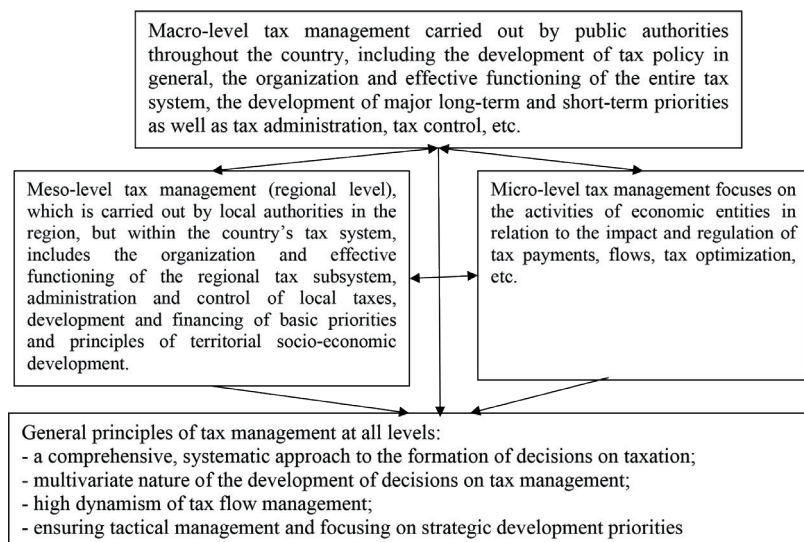 Macro-level tax management carried out by public authorities
throughout the country, including the development of tax policy in
general, the organization and effective functioning of the entire tax
system, the development of major long-term and short-term priorities
as well as tax administration, tax control, etc.
Meso-level tax management (regional level),
which is carried out by local authorities in the
region, but within the country's tax system,
includes the organization and effective
functioning of the regional tax subsystem,
administration and control of local taxes,
development and financing of basic priorities
and principles of territorial socio-economic
development.
Micro-level tax management focuses on
the activities of economic entities in
relation to the impact and regulation of
tax payments, flows, tax optimization,
etc.
General principles of tax management at all levels:
- a comprehensive, systematic approach to the formation of decisions on taxation;
- multivariate nature of the development of decisions on tax management;
- high dynamism of tax flow management;
- ensuring tactical management and focusing on strategic development priorities